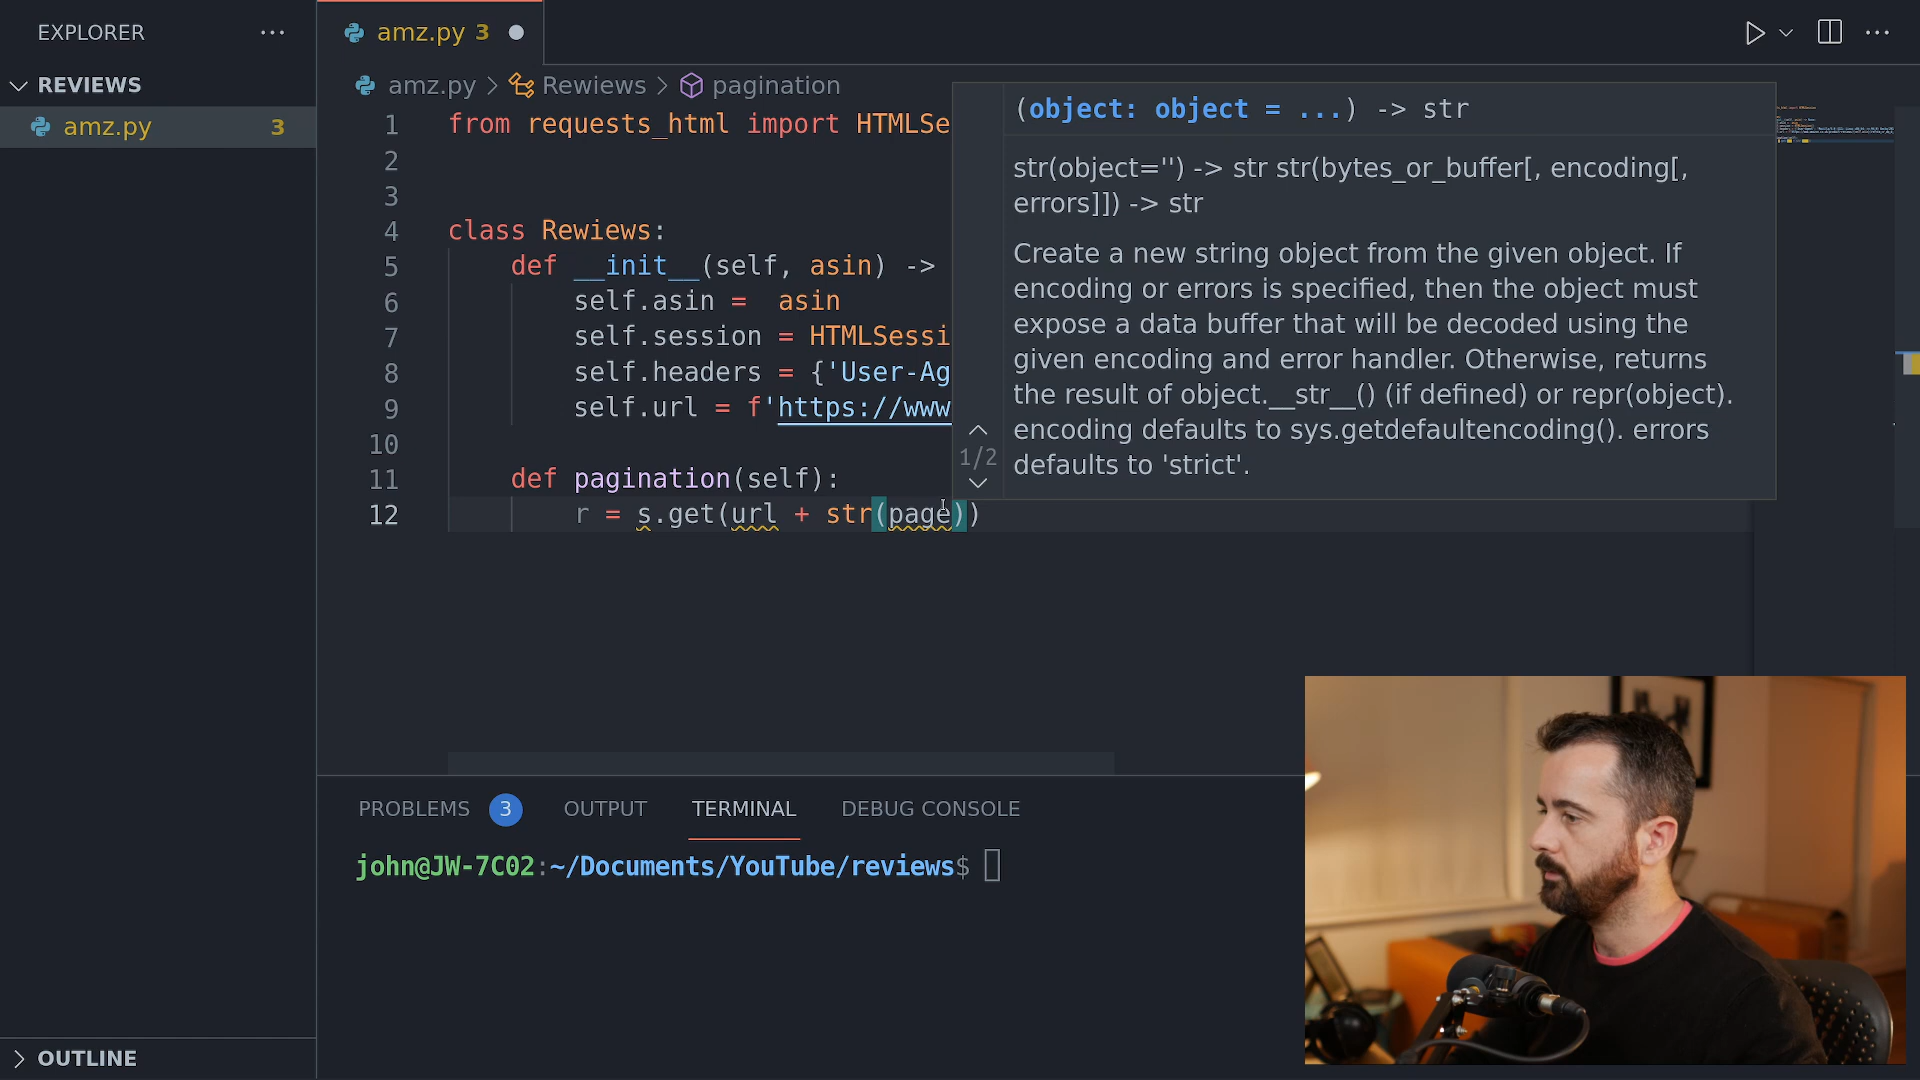 EXPLORER
REVIEWS
amz.py 3
OUTLINE
amz.py 3
amz.py > Rewiews > pagination
1 from requests_html import HTMLSe
2
3
4 class Rewiews:
5 def __init__(self, asin) ->
6 self.asin = asin
7 self.session = HTMLSessi
8 self.headers = {'User-Ag
9 self.url = f'https://www
10
11 def pagination(self):
12 r = s.get(url + str(page))
(object: object = ...) -> str
str(object='') -> str str(bytes_or_buffer[, encoding[,
errors]]) -> str
Create a new string object from the given object. If
encoding or errors is specified, then the object must
expose a data buffer that will be decoded using the
given encoding and error handler. Otherwise, returns
the result of object.__str__() (if defined) or repr(object).
encoding defaults to sys.getdefaultencoding(). errors
defaults to 'strict'.
1/2
PROBLEMS 3 OUTPUT TERMINAL DEBUG CONSOLE
john@JW-7C02:~/Documents/YouTube/reviews$